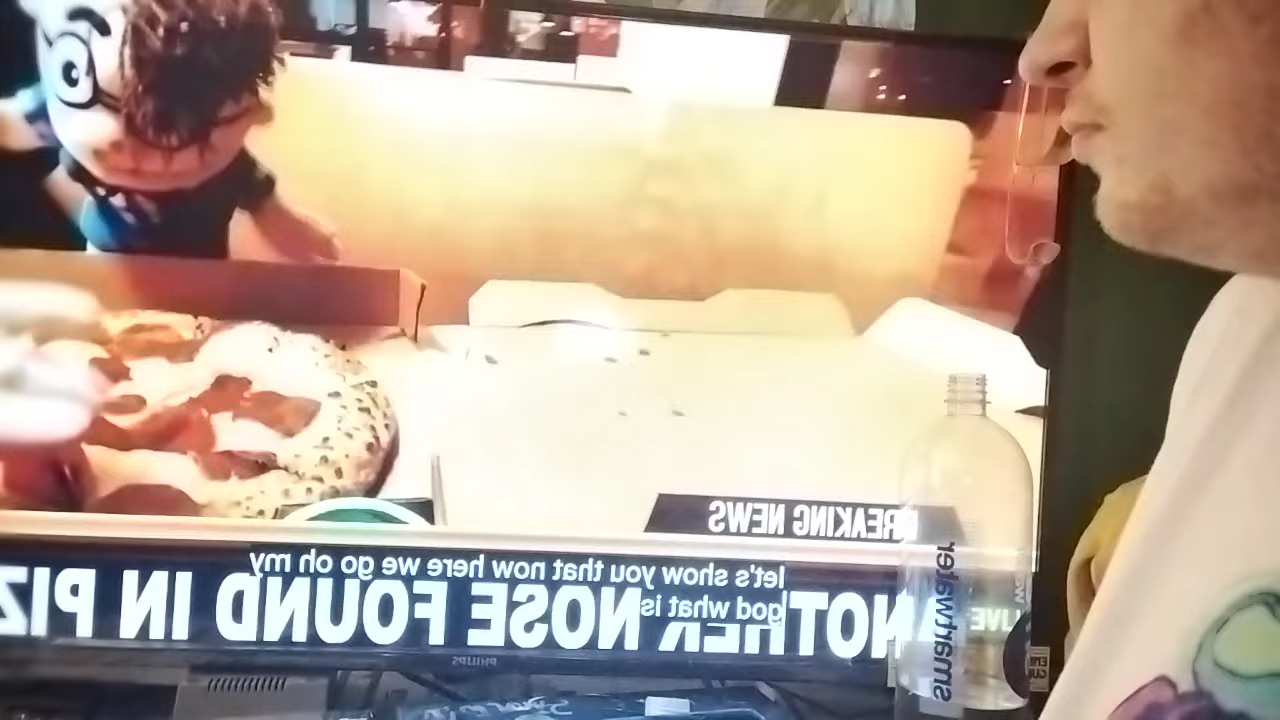 BREAKING NEWS
let's show you that now here we go oh my
god what is
ANOTHER NOSE FOUND IN PIZ
LIVE
smartwater
PHILIPS